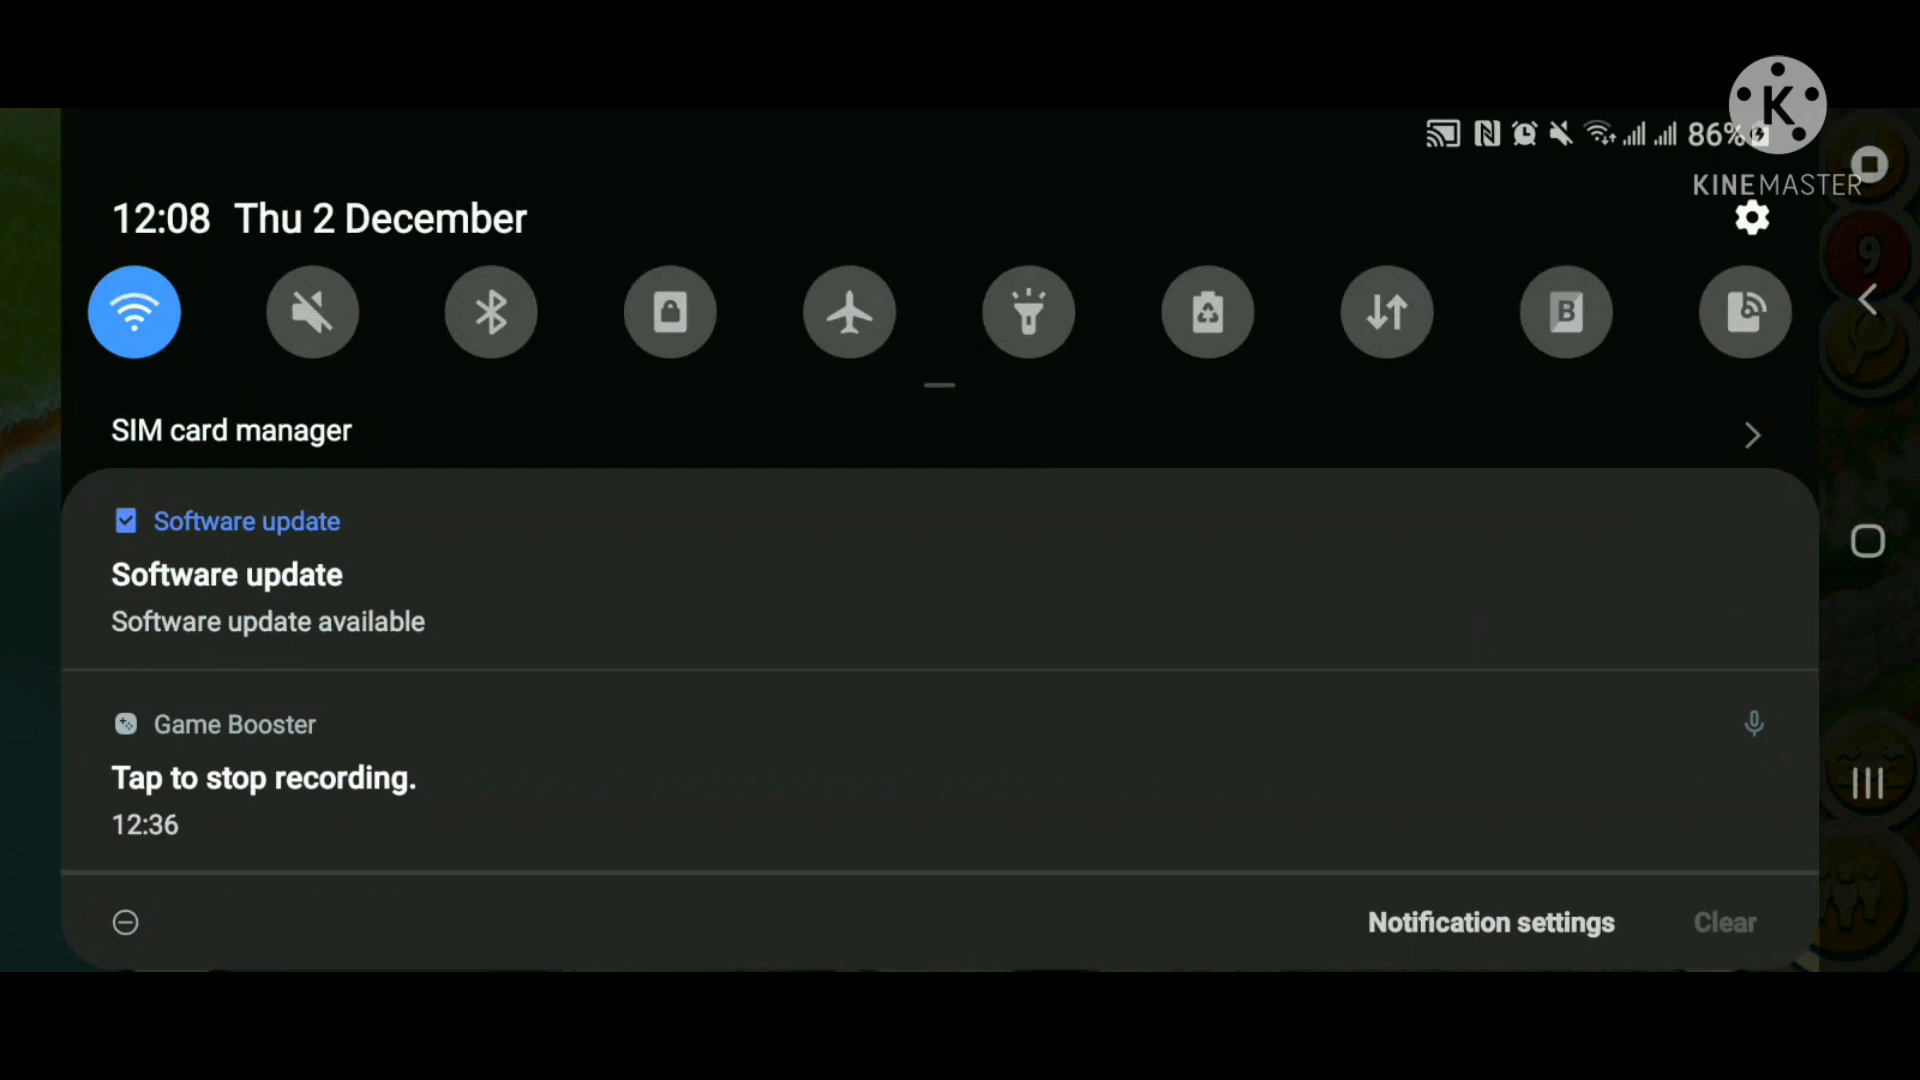 86%
KINEMASTER
12:08 Thu 2 December
9
SIM card manager
Software update
Software update
Software update available
Game Booster
Tap to stop recording.
12:36
Notification settings Clear